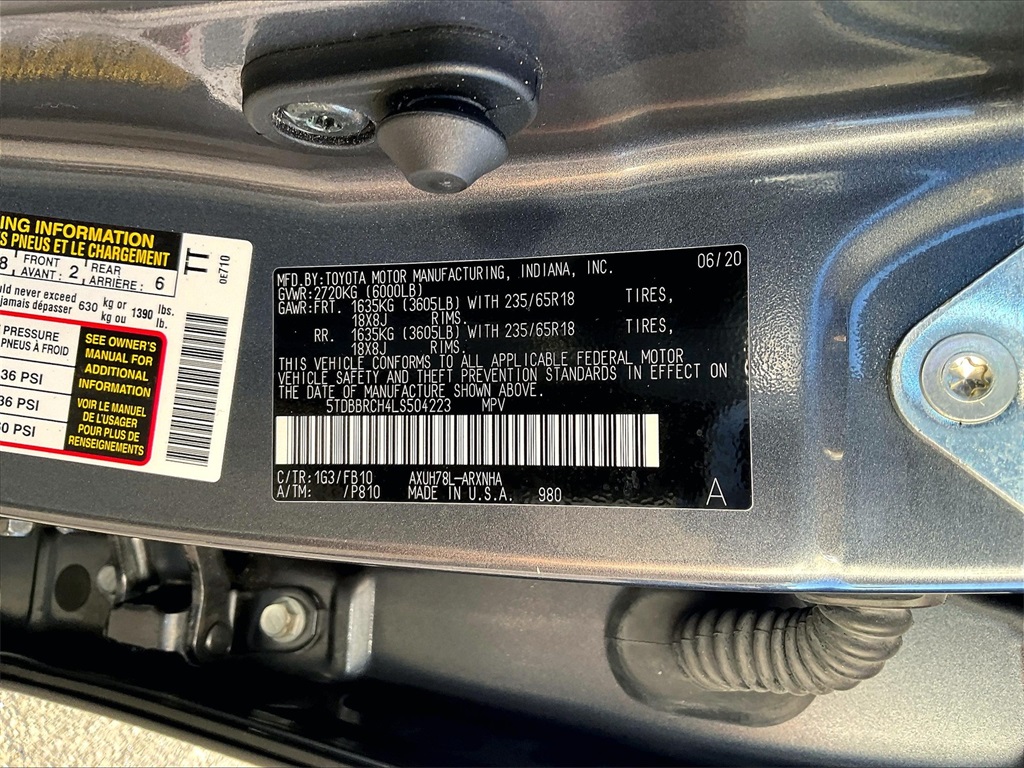 ING INFORMATION
S PNEUS ET LE CHARGEMENT
8 FRONT AVANT: 2 REAR ARRIÈRE: 6
uld never exceed 630 kg or 1390 lbs.
jamais dépasser kg ou lb.
PRESSURE
PNEUS À FROID
36 PSI
36 PSI
60 PSI
SEE OWNER'S
MANUAL FOR
ADDITIONAL
INFORMATION
VOIR LE MANUEL
DE L'USAGER
POUR PLUS DE
RENSEIGNEMENTS
TT
0E710
MFD.BY:TOYOTA MOTOR MANUFACTURING, INDIANA, INC. 06/20
GVWR:2720KG (6000LB)
GAWR:FRT. 1635KG (3605LB) WITH 235/65R18 TIRES,
18X8J RIMS.
RR. 1635KG (3605LB) WITH 235/65R18 TIRES,
18X8J RIMS.
THIS VEHICLE CONFORMS TO ALL APPLICABLE FEDERAL MOTOR
VEHICLE SAFETY AND THEFT PREVENTION STANDARDS IN EFFECT ON
THE DATE OF MANUFACTURE SHOWN ABOVE.
5TDBBRCH4LS504223 MPV
C/TR:1G3/FB10 AXUH78L-ARXNHA
A/TM: /P810 MADE IN U.S.A. 980
A